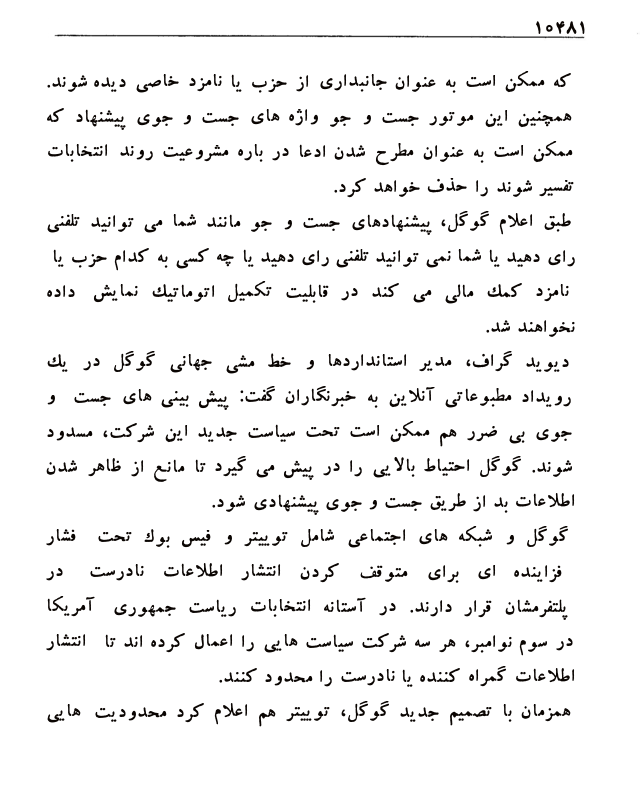 ۱۰۴۸۱
که ممکن است به عنوان جانبداری از حزب یا نامزد خاصی دیده شوند.
همچنین این موتور جست و جو واژه های جست و جوی پیشنهاد که
ممکن است به عنوان مطرح شدن ادعا در باره مشروعیت روند انتخابات
تفسیر شوند را حذف خواهد کرد.
طبق اعلام گوگل، پیشنهادهای جست و جو مانند شما می توانید تلفنی
رای دهید یا شما نمی توانید تلفنی رای دهید یا چه کسی به کدام حزب یا
نامزد کمك مالی می کند در قابلیت تکمیل اتوماتیك نمایش داده
نخواهند شد.
دیوید گراف، مدیر استانداردها و خط مشی جهانی گوگل در یك
رویداد مطبوعاتی آنلاین به خبرنگاران گفت: پیش بینی های جست و
جوی بی ضرر هم ممکن است تحت سیاست جدید این شرکت، مسدود
شوند. گوگل احتیاط بالایی را در پیش می گیرد تا مانع از ظاهر شدن
اطلاعات بد از طریق جست و جوی پیشنهادی شود.
گوگل و شبکه های اجتماعی شامل توییتر و فیس بوك تحت فشار
فزاینده ای برای متوقف کردن انتشار اطلاعات نادرست در
پلتفرمشان قرار دارند. در آستانه انتخابات ریاست جمهوری آمریکا
در سوم نوامبر، هر سه شرکت سیاست هایی را اعمال کرده اند تا انتشار
اطلاعات گمراه کننده یا نادرست را محدود کنند.
همزمان با تصمیم جدید گوگل، توییتر هم اعلام کرد محدودیت هایی